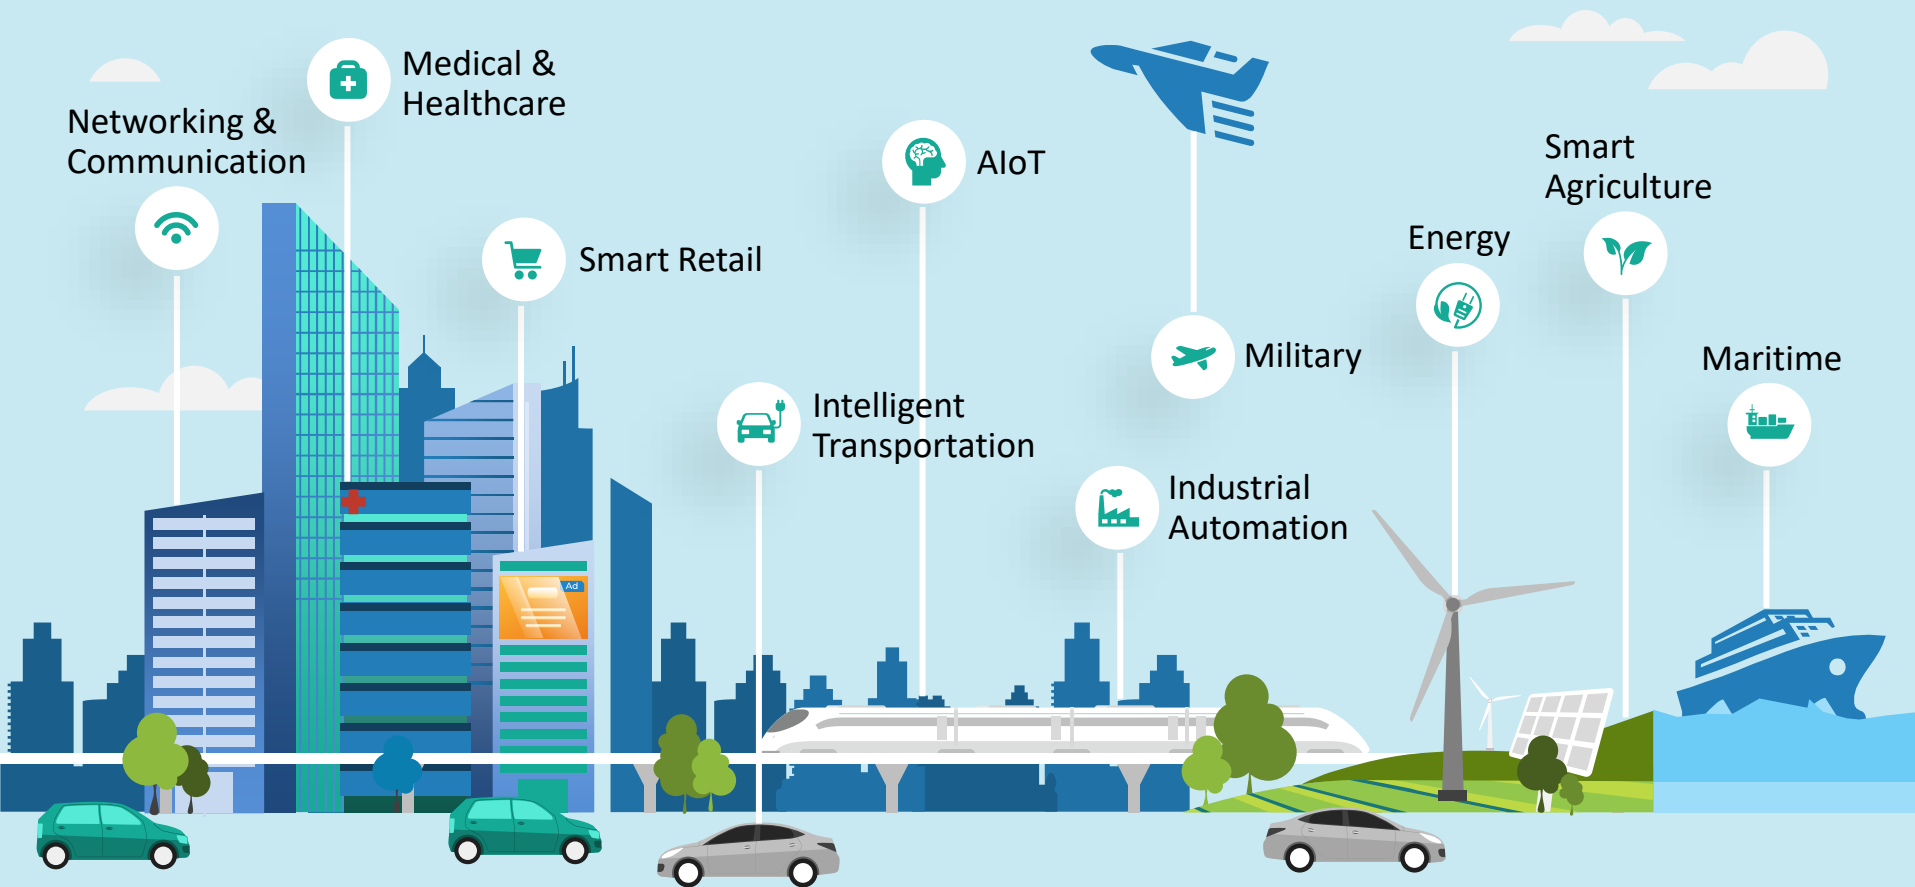 Medical &
Healthcare
Networking &
Communication
AIoT
Smart
Agriculture
Energy
Smart Retail
Military
Maritime
Intelligent
Transportation
Industrial
Automation
Ad